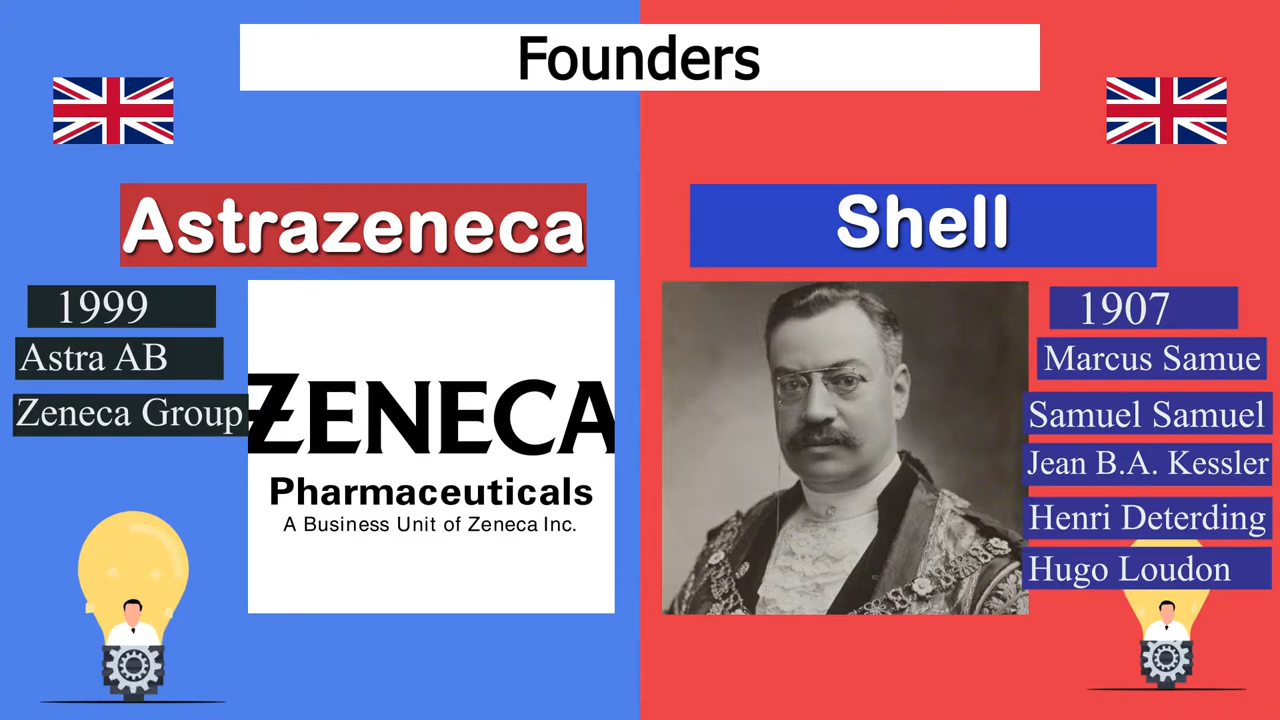 Founders
Astrazeneca
1999
Astra AB
Zeneca Group
ZENECA
Pharmaceuticals
A Business Unit of Zeneca Inc.
Shell
1907
Marcus Samue
Samuel Samuel
Jean B.A. Kessler
Henri Deterding
Hugo Loudon